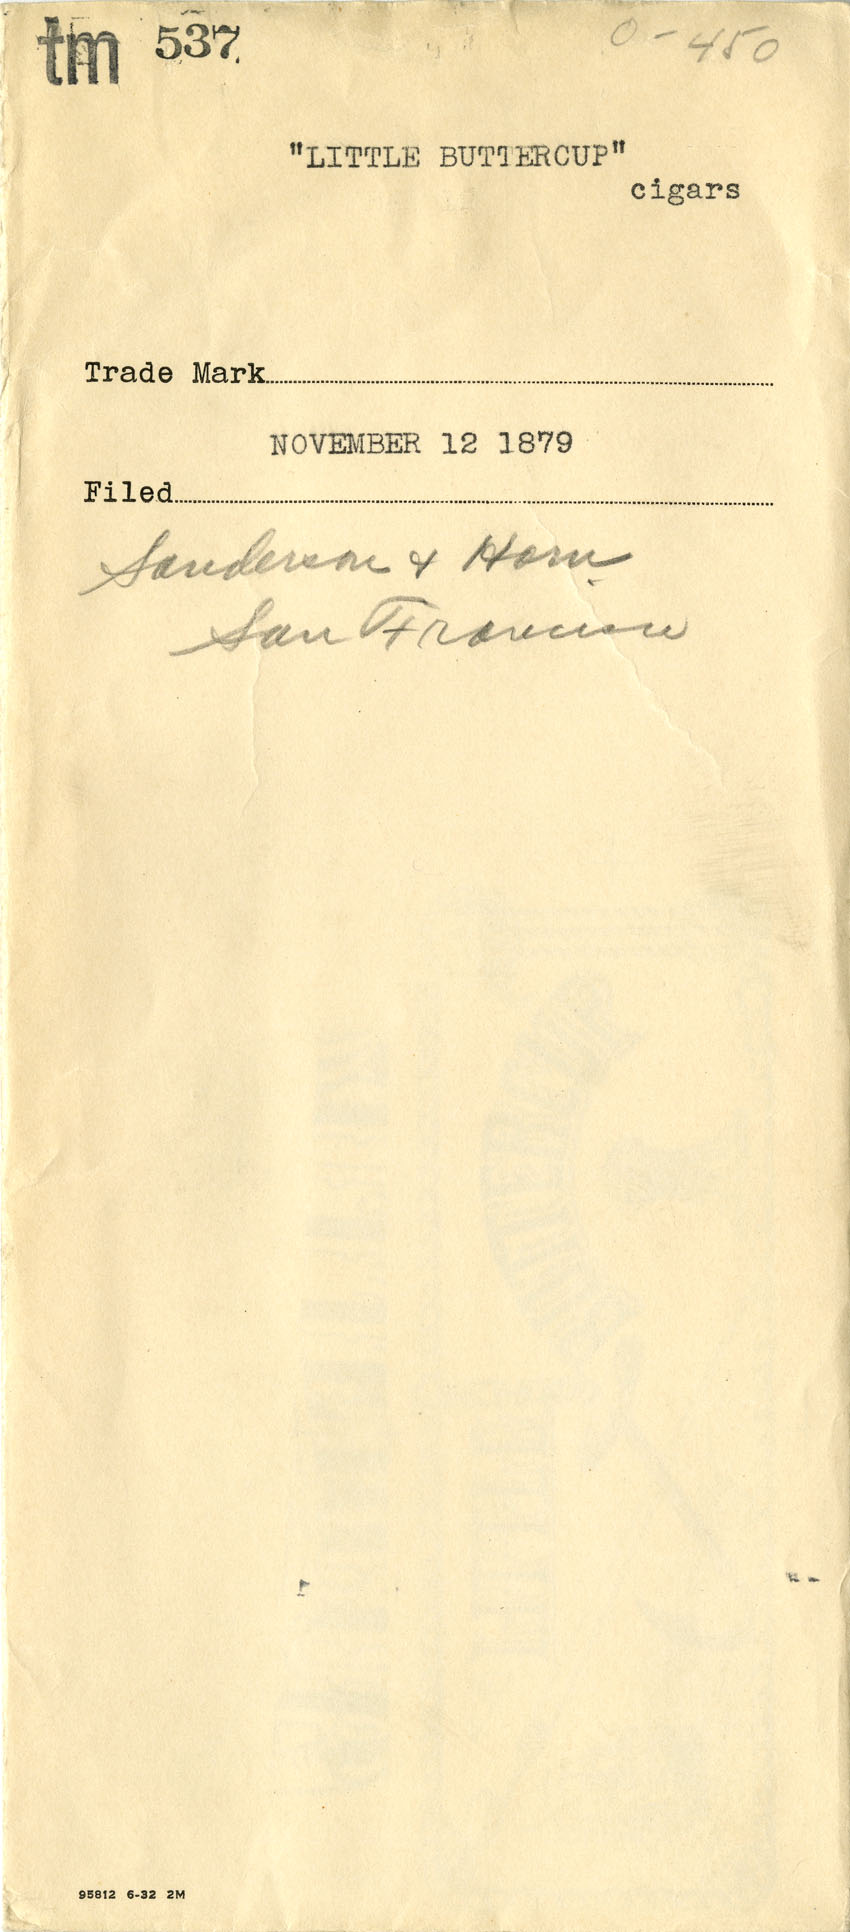 tm 537
0-450
"LITTLE BUTTERCUP"
cigars
Trade Mark
NOVEMBER 12 1879
Filed
Sanderson & Horn
San Francisco
95812 6-32 2M